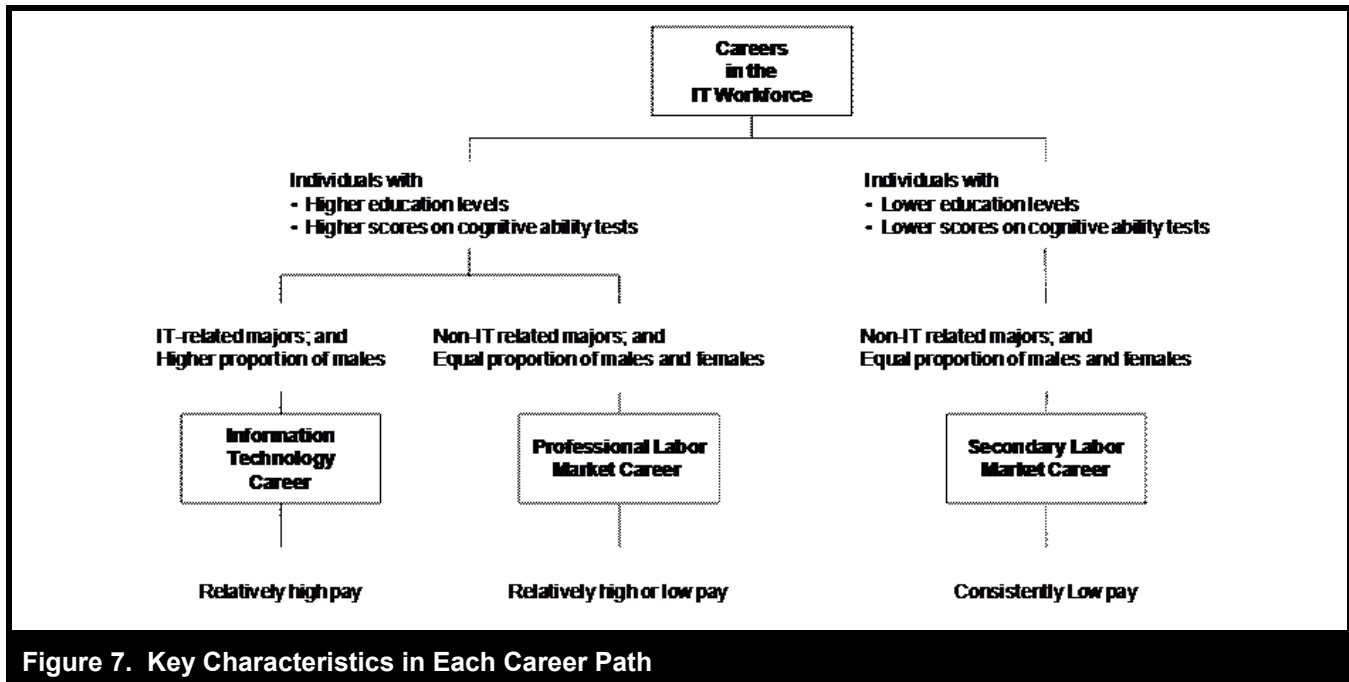 Careers
in the
IT Workforce
Individuals with
- Higher education levels
- Higher scores on cognitive ability tests
Individuals with
- Lower education levels
- Lower scores on cognitive ability tests
IT-related majors; and
Higher proportion of males
Non-IT related majors; and
Equal proportion of males and females
Non-IT related majors; and
Equal proportion of males and females
Information
Technology
Career
Professional Labor
Market Career
Secondary Labor
Market Career
Relatively high pay
Relatively high or low pay
Consistently Low pay
Figure 7. Key Characteristics in Each Career Path